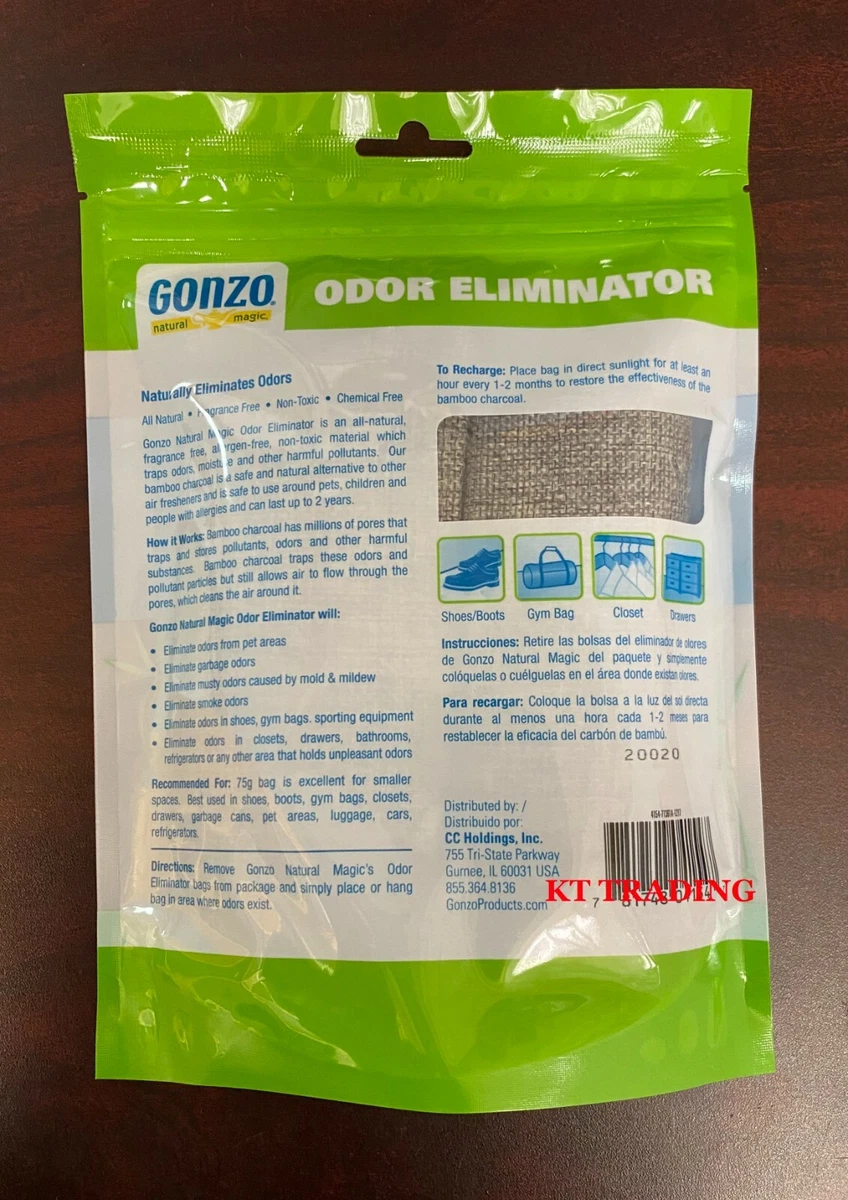 GONZO®
natural magic.
ODOR ELIMINATOR
Naturally Eliminates Odors
All Natural • Fragrance Free • Non-Toxic • Chemical Free
Gonzo Natural Magic Odor Eliminator is an all-natural,
fragrance free, allergen-free, non-toxic material which
traps odors, moisture and other harmful pollutants. Our
bamboo charcoal is a safe and natural alternative to other
air fresheners and is safe to use around pets, children and
people with allergies and can last up to 2 years.
How it Works: Bamboo charcoal has millions of pores that
traps and stores pollutants, odors and other harmful
substances. Bamboo charcoal traps these odors and
pollutant particles but still allows air to flow through the
pores, which cleans the air around it.
Gonzo Natural Magic Odor Eliminator will:
• Eliminate odors from pet areas
• Eliminate garbage odors
• Eliminate musty odors caused by mold & mildew
• Eliminate smoke odors
• Eliminate odors in shoes, gym bags. sporting equipment
• Eliminate odors in closets, drawers, bathrooms,
refrigerators or any other area that holds unpleasant odors
Recommended For: 75g bag is excellent for smaller
spaces. Best used in shoes, boots, gym bags, closets,
drawers, garbage cans, pet areas, luggage, cars,
refrigerators.
Directions: Remove Gonzo Natural Magic's Odor
Eliminator bags from package and simply place or hang
bag in area where odors exist.
To Recharge: Place bag in direct sunlight for at least an
hour every 1-2 months to restore the effectiveness of the
bamboo charcoal.
Shoes/Boots Gym Bag Closet Drawers
Instrucciones: Retire las bolsas del eliminador de olores
de Gonzo Natural Magic del paquete y simplemente
colóquelas o cuélguelas en el área donde existan olores.
Para recargar: Coloque la bolsa a la luz del sol directa
durante al menos una hora cada 1-2 meses para
restablecer la eficacia del carbón de bambú.
20020
Distributed by: /
Distribuido por:
CC Holdings, Inc.
755 Tri-State Parkway
Gurnee, IL 60031 USA
855.364.8136
GonzoProducts.com
KT TRADING